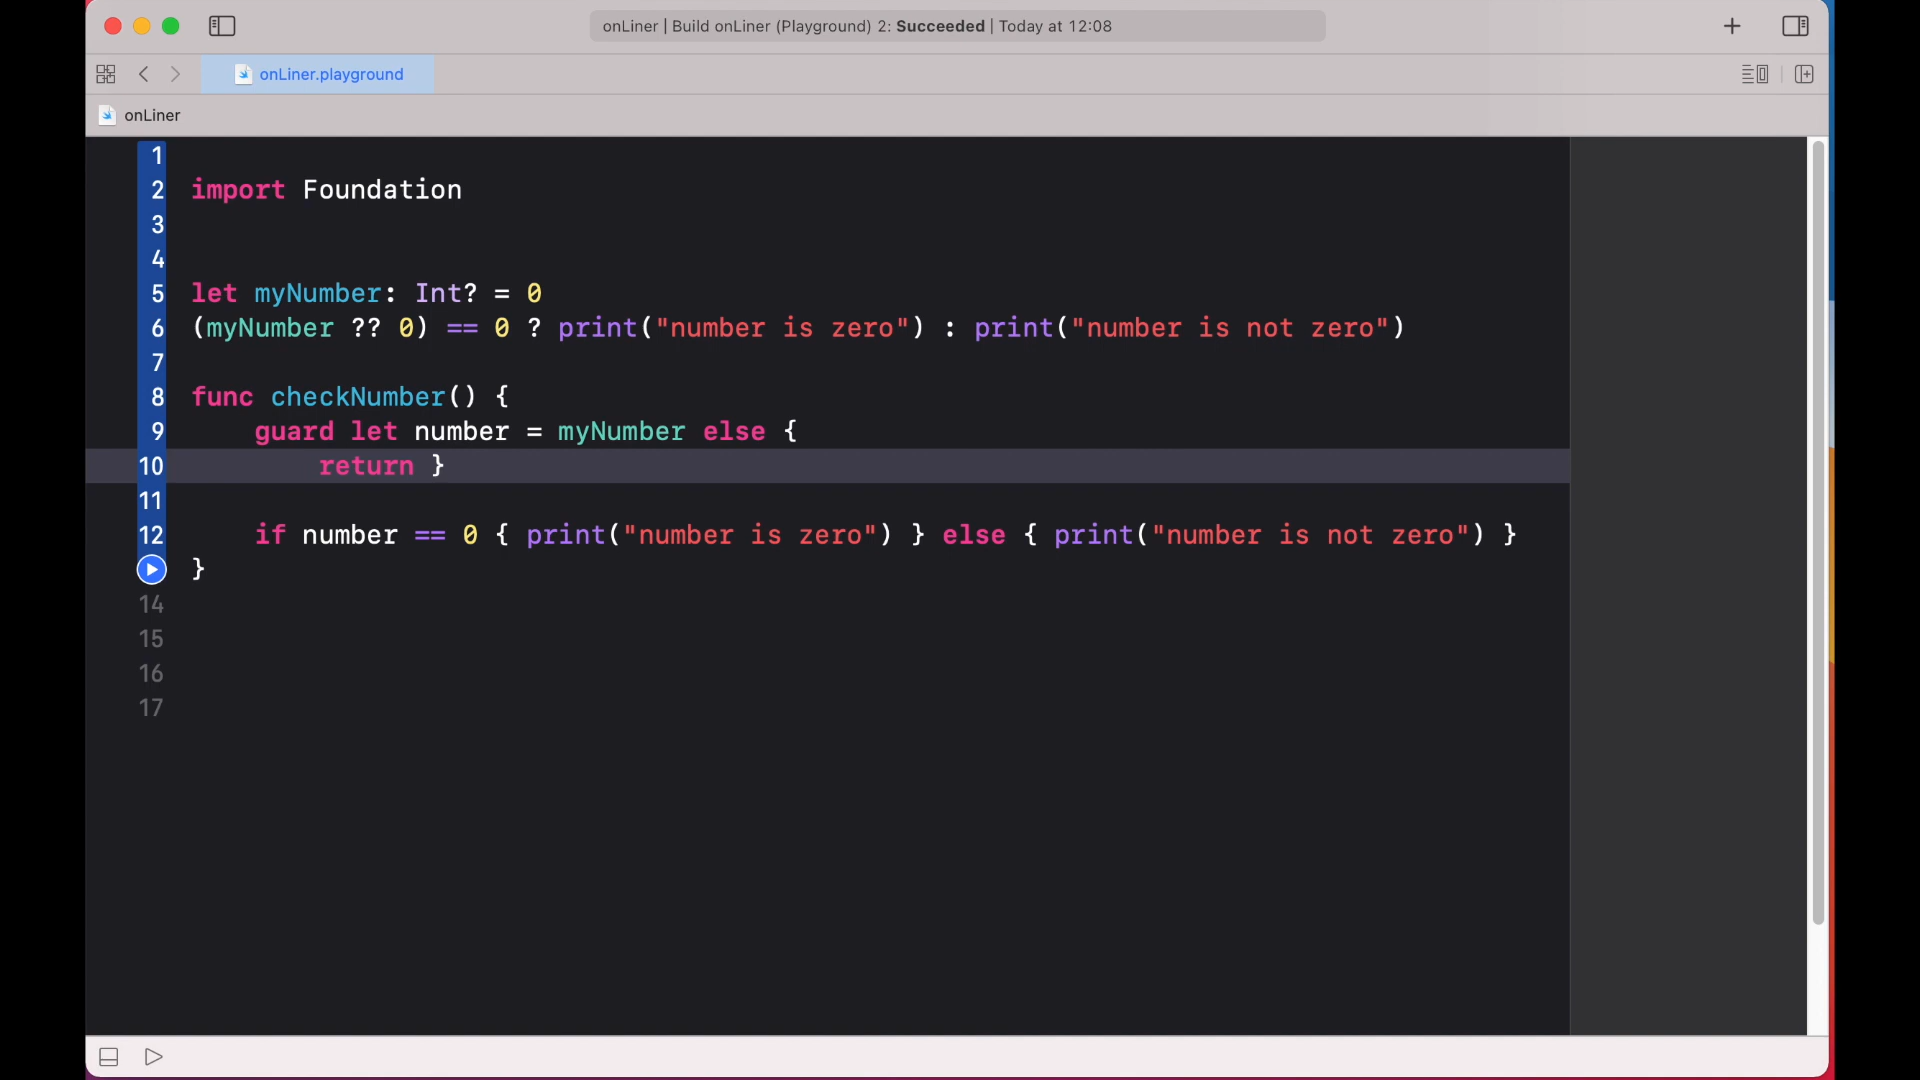 onLiner | Build onLiner (Playground) 2: Succeeded | Today at 12:08
onLiner.playground
onLiner
1
2 import Foundation
3
4
5 let myNumber: Int? = 0
6 (myNumber ?? 0) == 0 ? print("number is zero") : print("number is not zero")
7
8 func checkNumber() {
9 guard let number = myNumber else {
10 return }
11
12 if number == 0 { print("number is zero") } else { print("number is not zero") }
}
14
15
16
17